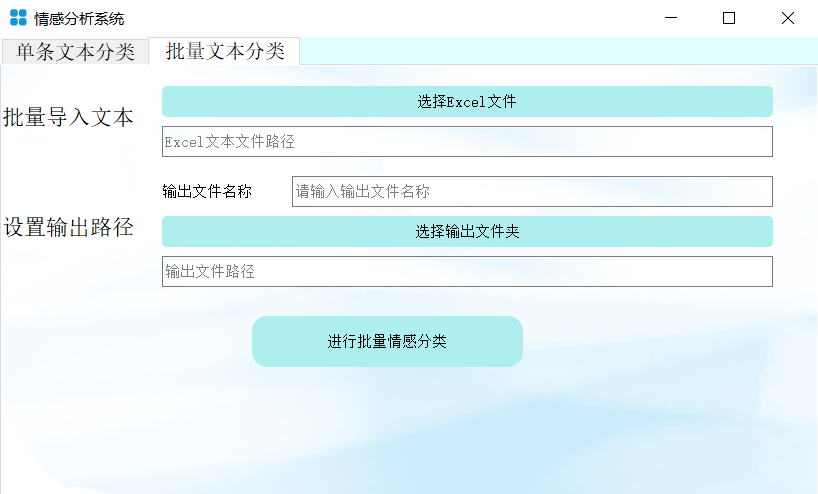 情感分析系统
单条文本分类 批量文本分类
选择Excel文件
批量导入文本
Excel文本文件路径
输出文件名称 请输入输出文件名称
设置输出路径
选择输出文件夹
输出文件路径
进行批量情感分类